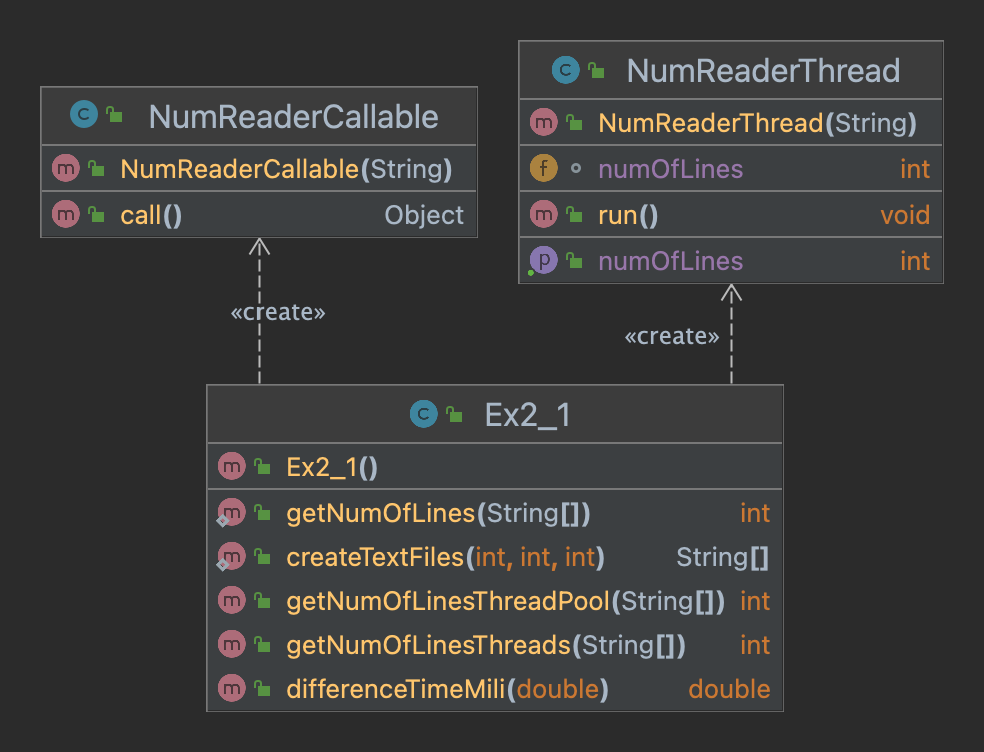 NumReaderCallable
NumReaderCallable(String)
call() Object
NumReaderThread
NumReaderThread(String)
numOfLines int
run() void
numOfLines int
«create»
«create»
Ex2_1
Ex2_1()
getNumOfLines(String[]) int
createTextFiles(int, int, int) String[]
getNumOfLinesThreadPool(String[]) int
getNumOfLinesThreads(String[]) int
differenceTimeMili(double) double